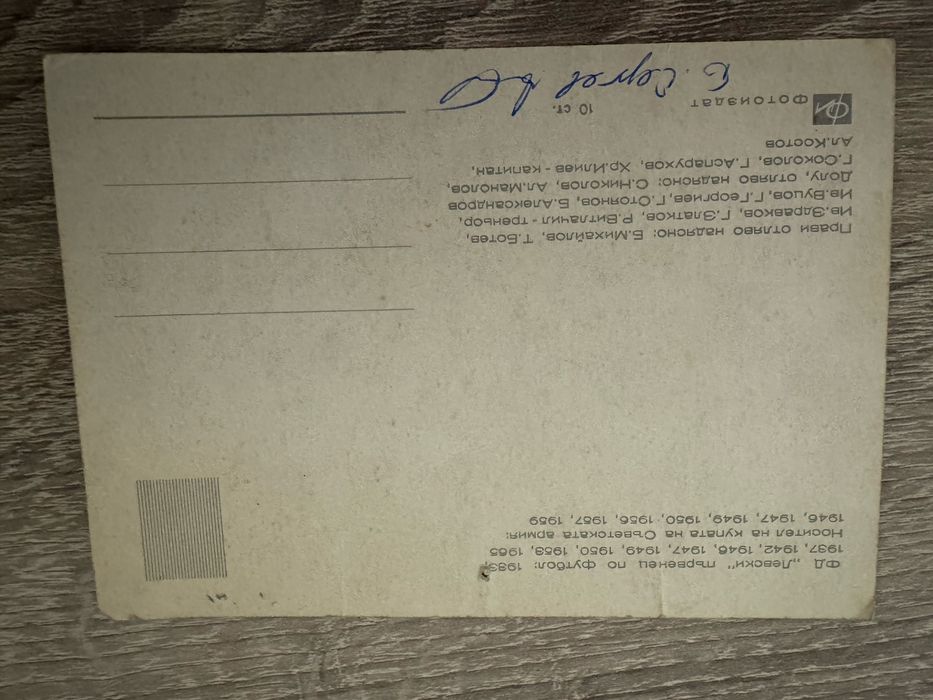 ФД „Левски" първенец по футбол: 1933,
1937, 1942, 1946, 1947, 1949, 1950, 1953, 1965
Носител на купата на Съветската армия:
1946, 1947, 1949, 1950, 1956, 1957, 1959
Прави отляво надясно: Б.Михайлов, Т.Ботев,
Ив.Здравков, Г.Златков, Р.Витлачил - треньор,
Ив.Вуцов, Г.Георгиев, Г.Стоянов, Б.Александров
Долу, отляво надясно: С.Николов, Ал.Манолов,
Г.Соколов, Г.Аспарухов, Хр.Илиев - капитан,
Ал.Костов
Фотоиздат 10 ст.